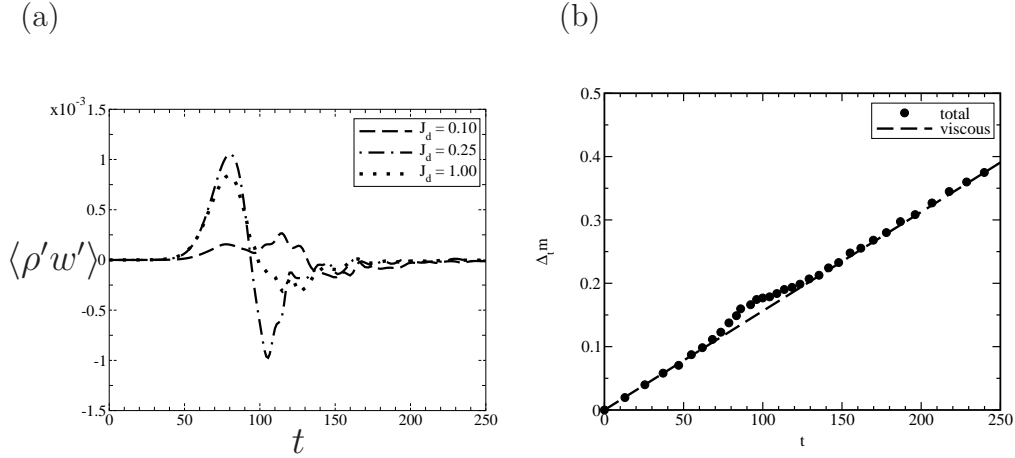 (a)
x10⁻³
1.5
1
0.5
0
-0.5
-1
-1.5
0 50 100 150 200 250
⟨ρ′w′⟩
t
J_d = 0.10
J_d = 0.25
J_d = 1.00
(b)
0.5
0.4
0.3
0.2
0.1
0
0 50 100 150 200 250
Δ_t m
t
total
viscous